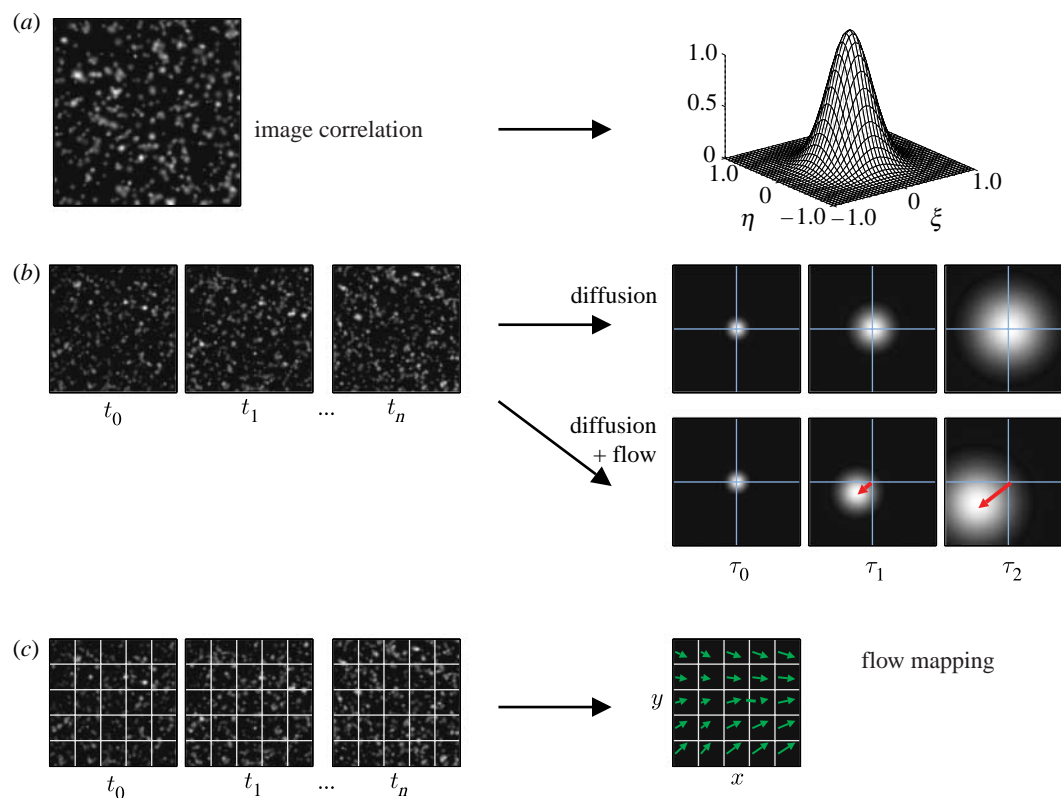 (a)
image correlation
1.0
0.5
0
1.0
0
−1.0
η
−1.0
0
1.0
ξ
(b)
t0
t1
...
tn
diffusion
diffusion
+ flow
τ0
τ1
τ2
(c)
t0
t1
...
tn
y
x
flow mapping